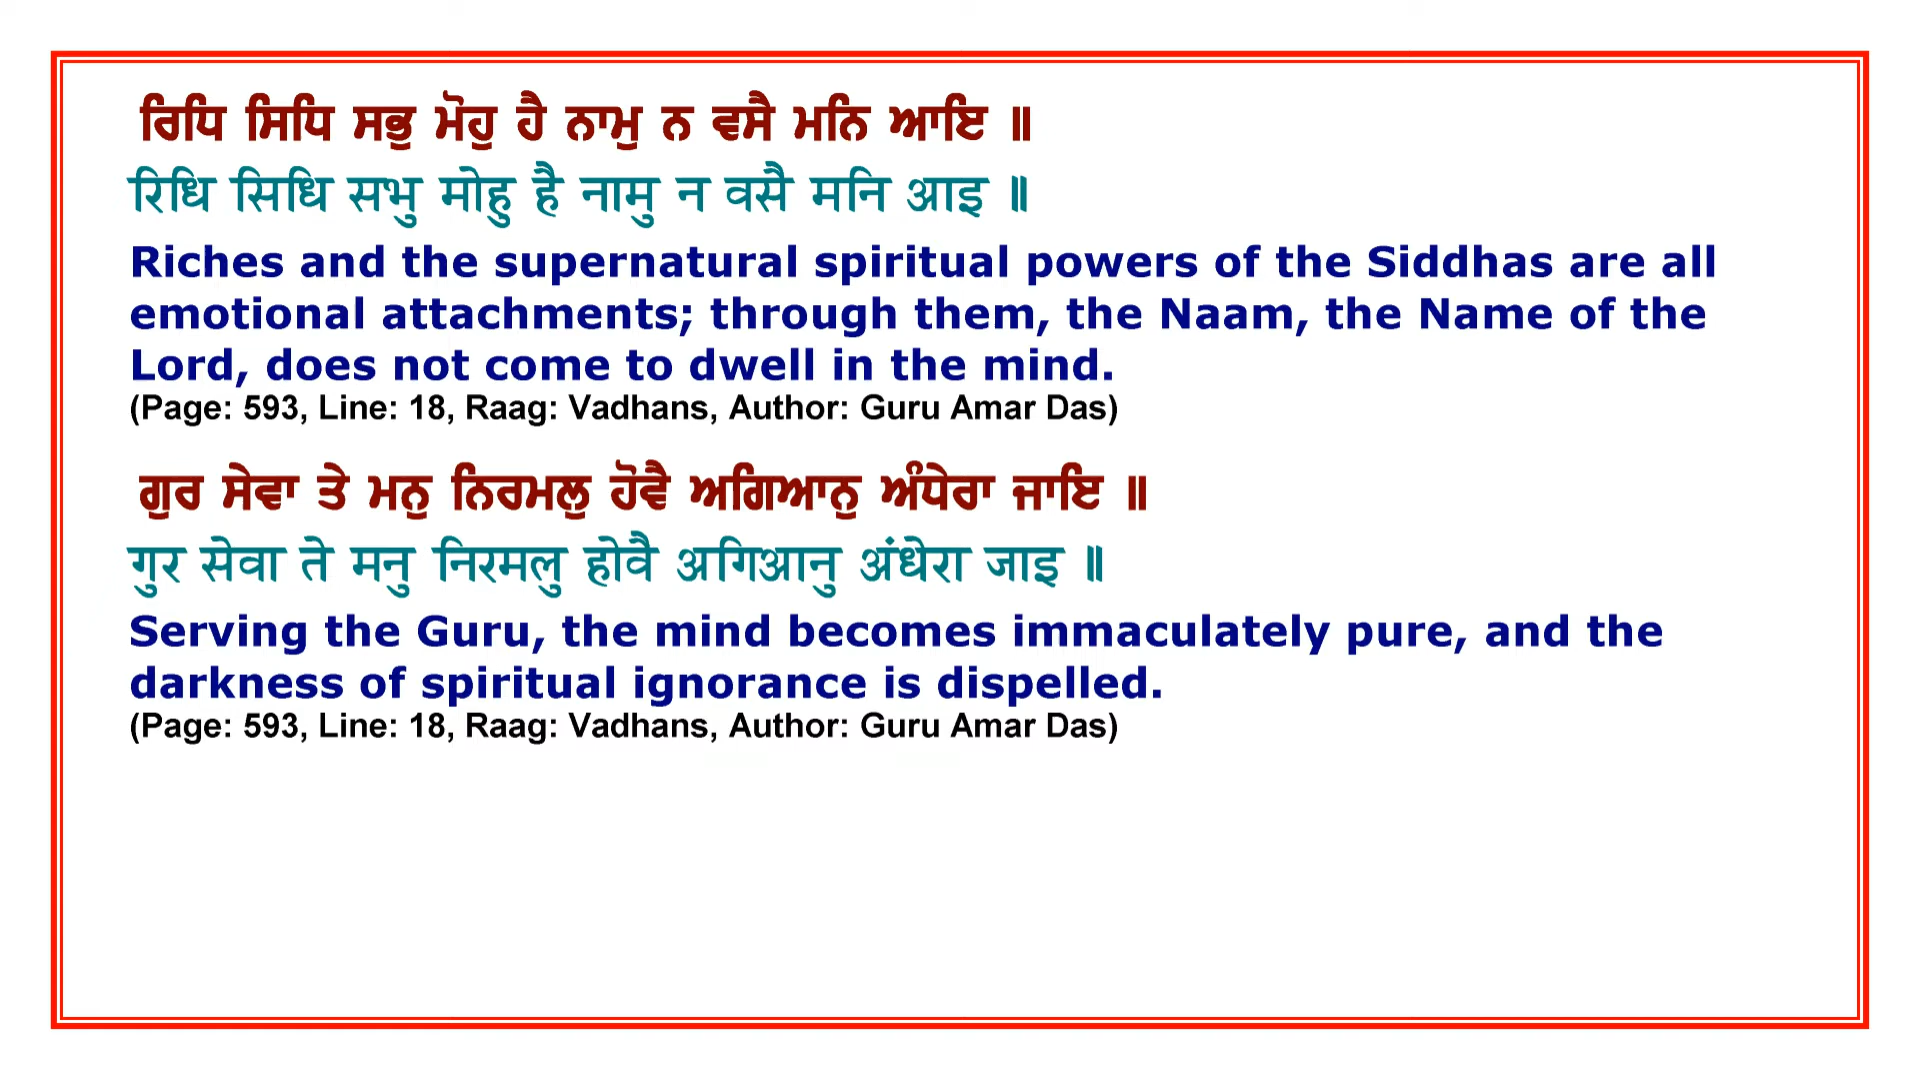 ਰਿਧਿ ਸਿਧਿ ਸਭੁ ਮੋਹੁ ਹੈ ਨਾਮੁ ਨ ਵਸੈ ਮਨਿ ਆਇ ॥
रिधि सिधि सभु मोहु है नामु न वसै मनि आइ ॥
Riches and the supernatural spiritual powers of the Siddhas are all
emotional attachments; through them, the Naam, the Name of the
Lord, does not come to dwell in the mind.
(Page: 593, Line: 18, Raag: Vadhans, Author: Guru Amar Das)
ਗੁਰ ਸੇਵਾ ਤੇ ਮਨੁ ਨਿਰਮਲੁ ਹੋਵੈ ਅਗਿਆਨੁ ਅੰਧੇਰਾ ਜਾਇ ॥
गुर सेवा ते मनु निरमलु होवै अगिआनु अंधेरा जाइ ॥
Serving the Guru, the mind becomes immaculately pure, and the
darkness of spiritual ignorance is dispelled.
(Page: 593, Line: 18, Raag: Vadhans, Author: Guru Amar Das)